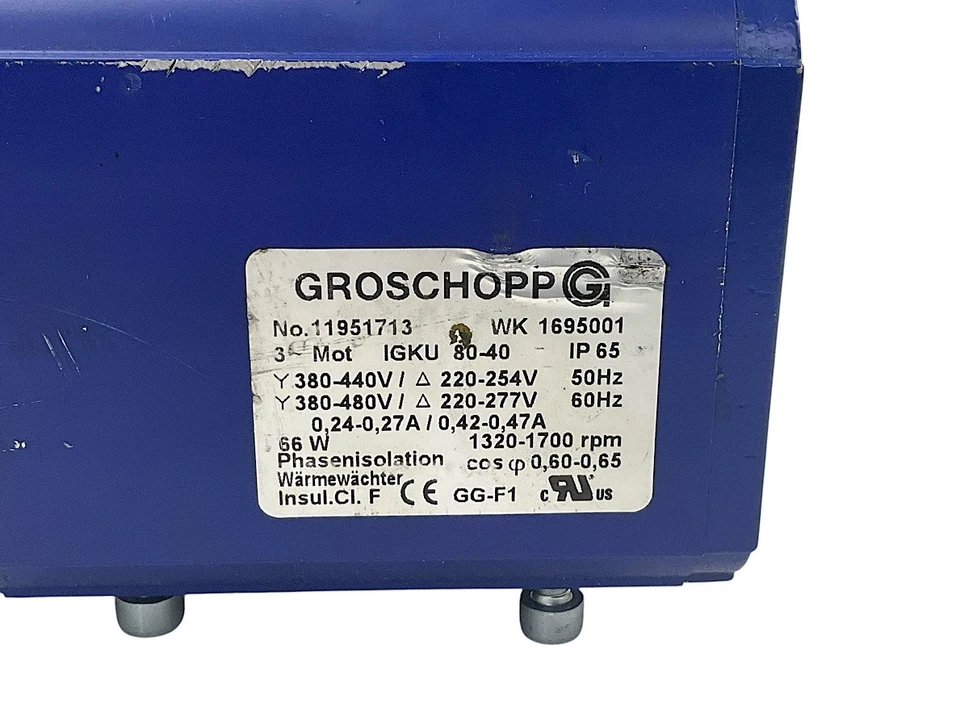 GROSCHOPP G
No.11951713 WK 1695001
3~ Mot IGKU 80-40 IP 65
Y 380-440V / Δ 220-254V 50Hz
Y 380-480V / Δ 220-277V 60Hz
0,24-0,27A / 0,42-0,47A
66 W 1320-1700 rpm
Phasenisolation cos φ 0,60-0,65
Wärmewächter
Insul.Cl. F CE GG-F1 c RU US